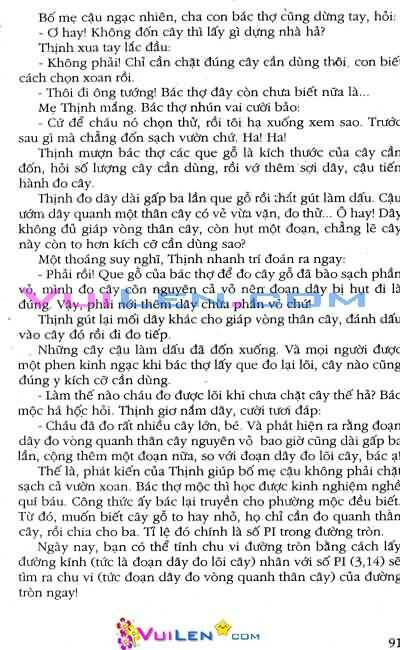 Bố mẹ cậu ngạc nhiên, cha con bác thợ cũng dừng tay, hỏi:
- Ơ hay! Không đốn cây thì lấy gì dựng nhà hả?
Thịnh xua tay lắc đầu:
- Không phải! Chỉ cần chặt đúng cây cần dùng thôi, con biết
cách chọn xoan rồi.
- Thôi đi ông tướng! Bác thợ đây còn chưa biết nữa là...
Mẹ Thịnh mắng. Bác thợ nhún vai cười bảo:
- Cứ để cháu nó chọn thử, rồi tôi hạ xuống xem sao. Trước
sau gì mà chẳng đốn sạch vườn chứ. Ha! Ha!
Thịnh mượn bác thợ các que gỗ là kích thước của cây cần
đốn, hỏi số lượng cây cần dùng, rồi vớ thêm sợi dây, cậu tiến
hành đo cây.
Thịnh đo dây dài gấp ba lần que gỗ rồi thắt gút làm dấu. Cậu
ướm dây quanh một thân cây có vẻ vừa vặn, đo thử... Ô hay! Dây
không đủ giáp vòng thân cây, còn hụt một đoạn, chẳng lẽ cây
này còn to hơn kích cỡ cần dùng sao?
Một thoáng suy nghĩ, Thịnh nhanh trí đoán ra ngay:
- Phải rồi! Que gỗ của bác thợ để đo cây gỗ đã bào sạch phần
vỏ, mình đo cây còn nguyên cả vỏ nên đoạn dây bị hụt đi là
đúng. Vậy, phải nới thêm dây chừa phần vỏ chứ!
Thịnh gút lại mối dây khác cho giáp vòng thân cây, đánh dấu
vào cây đó rồi đi đo tiếp.
Những cây cậu làm dấu đã đốn xuống. Và mọi người được
một phen kinh ngạc khi bác thợ lấy que đo lại lõi, cây nào cũng
đúng y kích cỡ cần dùng.
- Làm thế nào cháu đo được lõi khi chưa chặt cây thế hả? Bác
mộc há hốc hỏi. Thịnh giơ nắm dây, cười tươi đáp:
- Cháu đã đo rất nhiều cây lớn, bé. Và phát hiện ra rằng đoạn
dây đo vòng quanh thân cây nguyên vỏ bao giờ cũng dài gấp ba
lần, cộng thêm một đoạn nữa, so với đoạn dây đo lõi cây, bác ạ!
Thế là, phát kiến của Thịnh giúp bố mẹ cậu không phải chặt
sạch cả vườn xoan. Bác thợ mộc thì học được kinh nghiệm nghề
quí báu. Công thức ấy bác lại truyền cho phường mộc đều biết.
Từ đó, muốn biết cây gỗ to hay nhỏ, họ chỉ cần đo quanh thân
cây, rồi chia cho ba. Tỉ lệ đó chính là số PI trong đường tròn.
Ngày nay, bạn có thể tính chu vi đường tròn bằng cách lấy
đường kính (tức là đoạn dây đo lõi cây) nhân với số PI (3,14) sẽ
tìm ra chu vi (tức đoạn dây đo vòng quanh thân cây) của đường
tròn ngay!
VUILEN.COM
VUILEN.COM
91